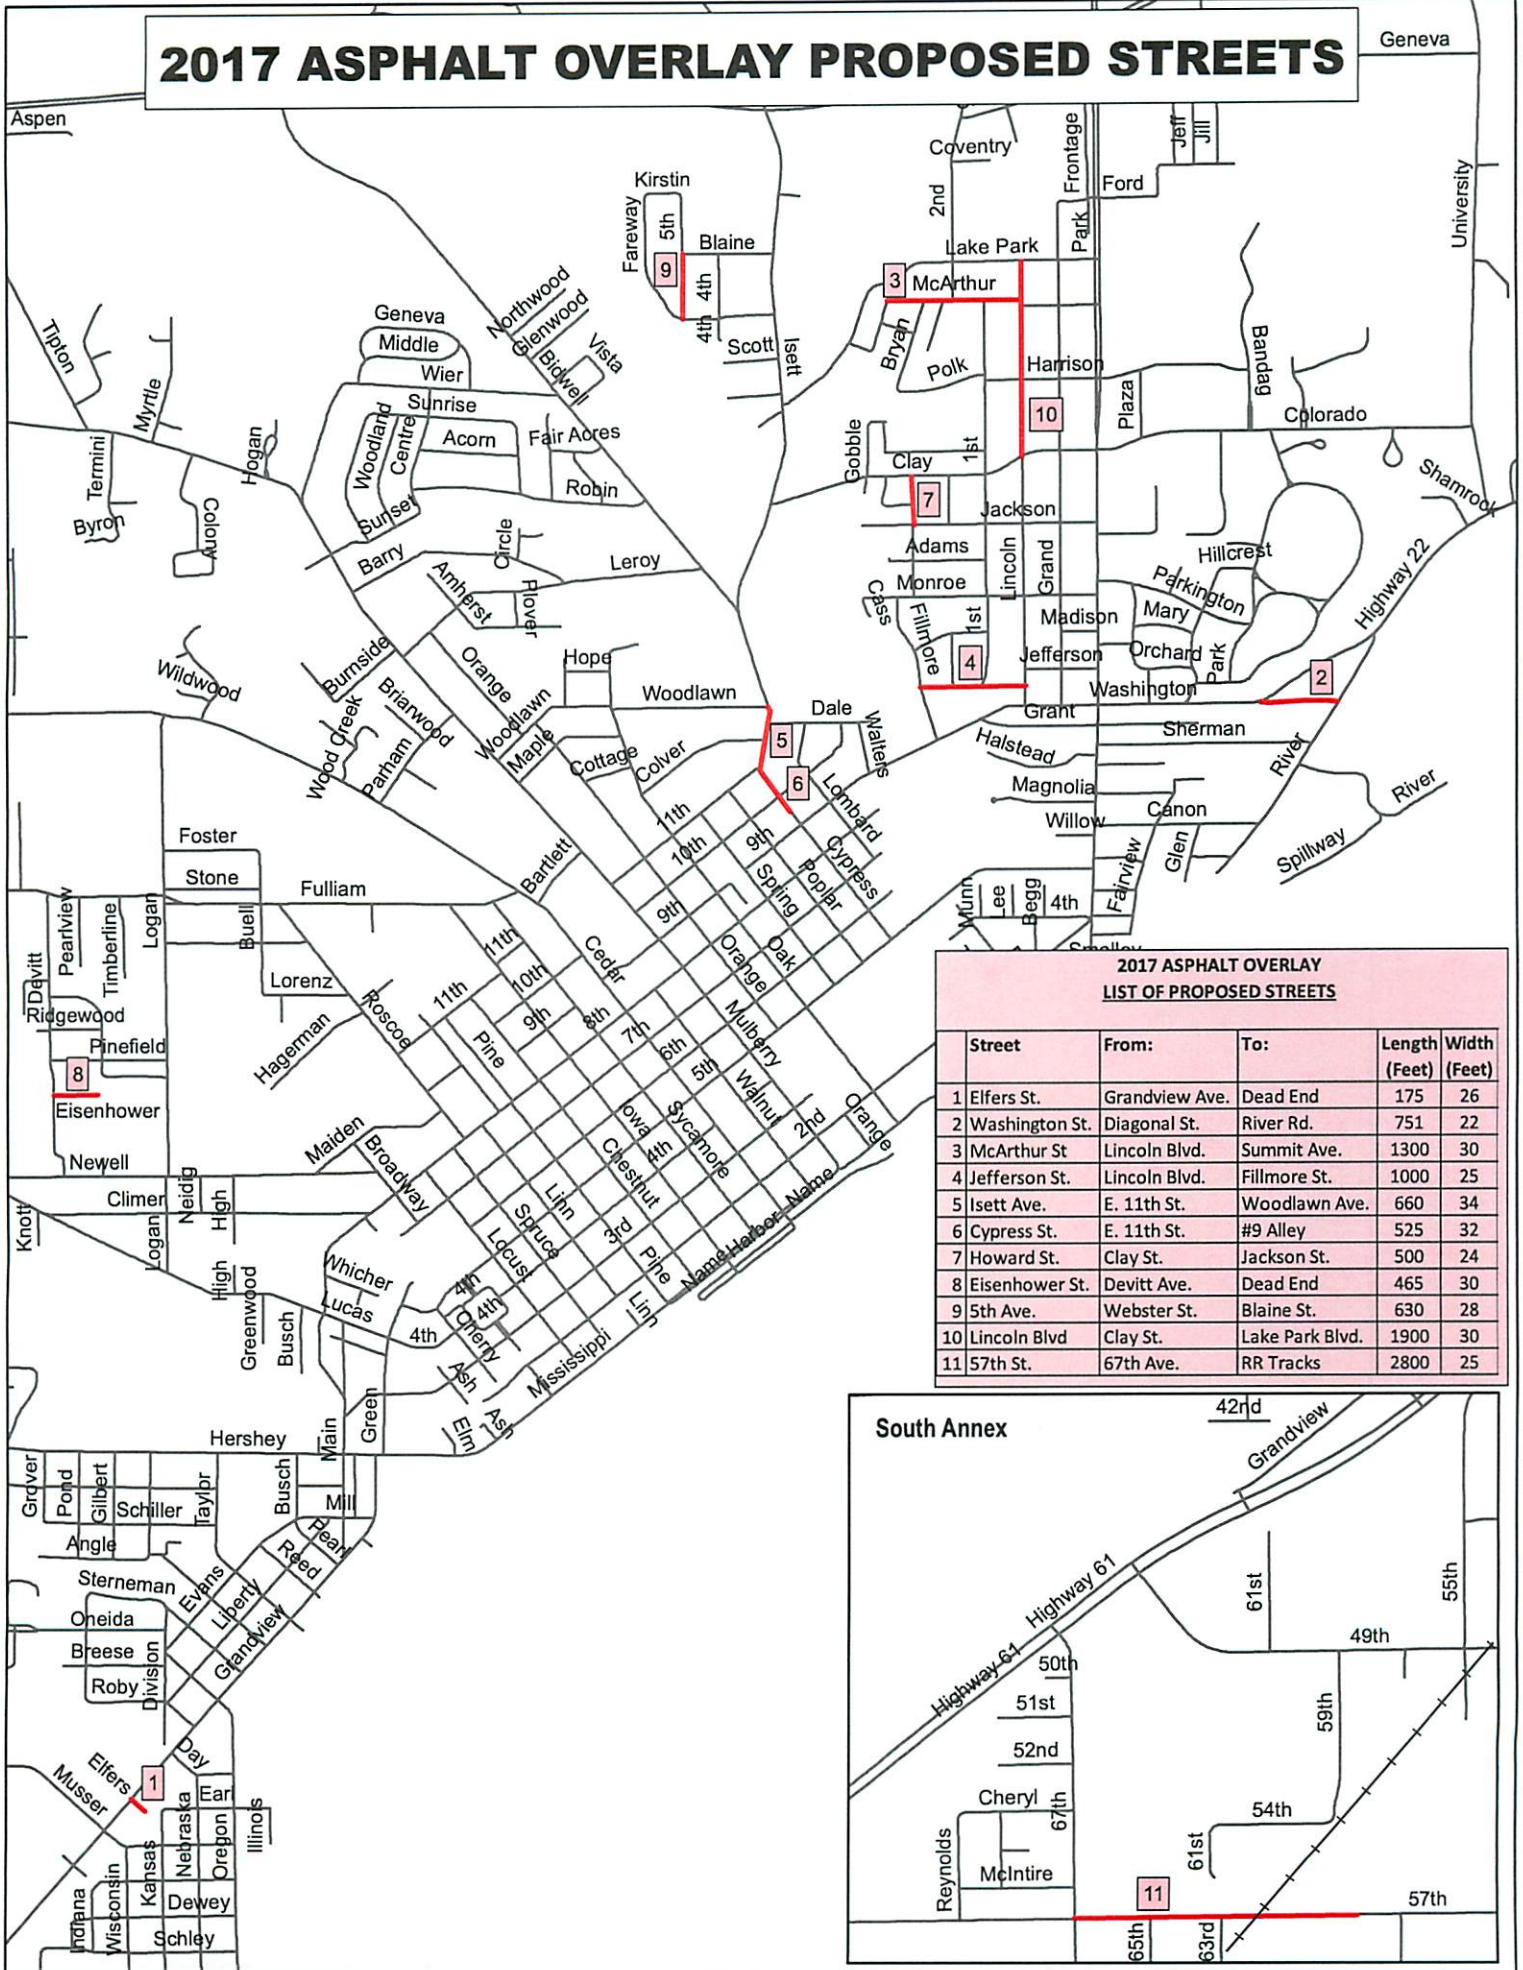 2017 ASPHALT OVERLAY PROPOSED STREETS
Geneva
Aspen
Coventry
Frontage
Jeff
Jill
Kirstin
Ford
2nd
University
Fareway
5th
Park
Blaine
Lake Park
9
3
McArthur
4th
Northwood
Glenwood
Geneva
4th
Tipton
Middle
Vista
Scott
Isett
Bryan
Bandag
Bidwell
Polk
Harrison
Wier
Myrtle
Sunrise
Plaza
10
Colorado
Woodland
Centre
Acorn
Fair Acres
Hogan
Gobble
1st
Clay
Termini
Robin
Shamrock
7
Byron
Colony
Sunset
Jackson
Circle
Adams
Hillcrest
Barry
Leroy
Lincoln
Grand
Highway 22
Amherst
Plover
Monroe
Parkington
Cass
Fillmore
1st
Madison
Mary
Burnside
Orange
Hope
4
Jefferson
Orchard
Park
Wildwood
Briarwood
Woodlawn
Washington
2
Woodlawn
Dale
Grant
Wood Creek
Maple
5
Walters
Sherman
Parham
Cottage
Colver
Halstead
River
6
Magnolia
River
Lombard
11th
Willow
Canon
Foster
10th
9th
Cypress
Glen
Spillway
Bartlett
Stone
Fulliam
Spring
Poplar
Fairview
Munn
Lee
Begg
4th
Pearlview
Timberline
Logan
Buell
9th
11th
Cedar
Orange
Oak
Devitt
Lorenz
10th
11th
Ridgewood
Roscoe
9th
8th
7th
Mulberry
Pinefield
Hagerman
Pine
6th
8
5th
Eisenhower
Walnut
Iowa
Sycamore
2nd
Orange
Maiden
Broadway
Chestnut
4th
Newell
Neidig
Climer
High
Linn
Name
Knott
Logan
Spruce
3rd
Harbor
Name
Whicher
Locust
Pine
High
Greenwood
Lucas
4th
4th
Linn
Busch
4th
Cherry
Mississippi
Ash
Green
Ash
Elm
Hershey
Main
Grover
Pond
Gilbert
Taylor
Busch
Schiller
Mill
Angle
Pearl
Reed
Sterneman
Evans
Liberty
Oneida
Grandview
Breese
Division
Roby
Day
Elfers
1
Musser
Earl
Nebraska
Oregon
Illinois
Kansas
Wisconsin
Indiana
Dewey
Schley
2017 ASPHALT OVERLAY
LIST OF PROPOSED STREETS
Street From: To: Length (Feet) Width (Feet)
1 Elfers St. Grandview Ave. Dead End 175 26
2 Washington St. Diagonal St. River Rd. 751 22
3 McArthur St Lincoln Blvd. Summit Ave. 1300 30
4 Jefferson St. Lincoln Blvd. Fillmore St. 1000 25
5 Isett Ave. E. 11th St. Woodlawn Ave. 660 34
6 Cypress St. E. 11th St. #9 Alley 525 32
7 Howard St. Clay St. Jackson St. 500 24
8 Eisenhower St. Devitt Ave. Dead End 465 30
9 5th Ave. Webster St. Blaine St. 630 28
10 Lincoln Blvd Clay St. Lake Park Blvd. 1900 30
11 57th St. 67th Ave. RR Tracks 2800 25
South Annex
42nd
Grandview
Highway 61
61st
55th
49th
Highway 61
50th
51st
59th
52nd
Cheryl
67th
54th
Reynolds
61st
McIntire
11
57th
65th
63rd